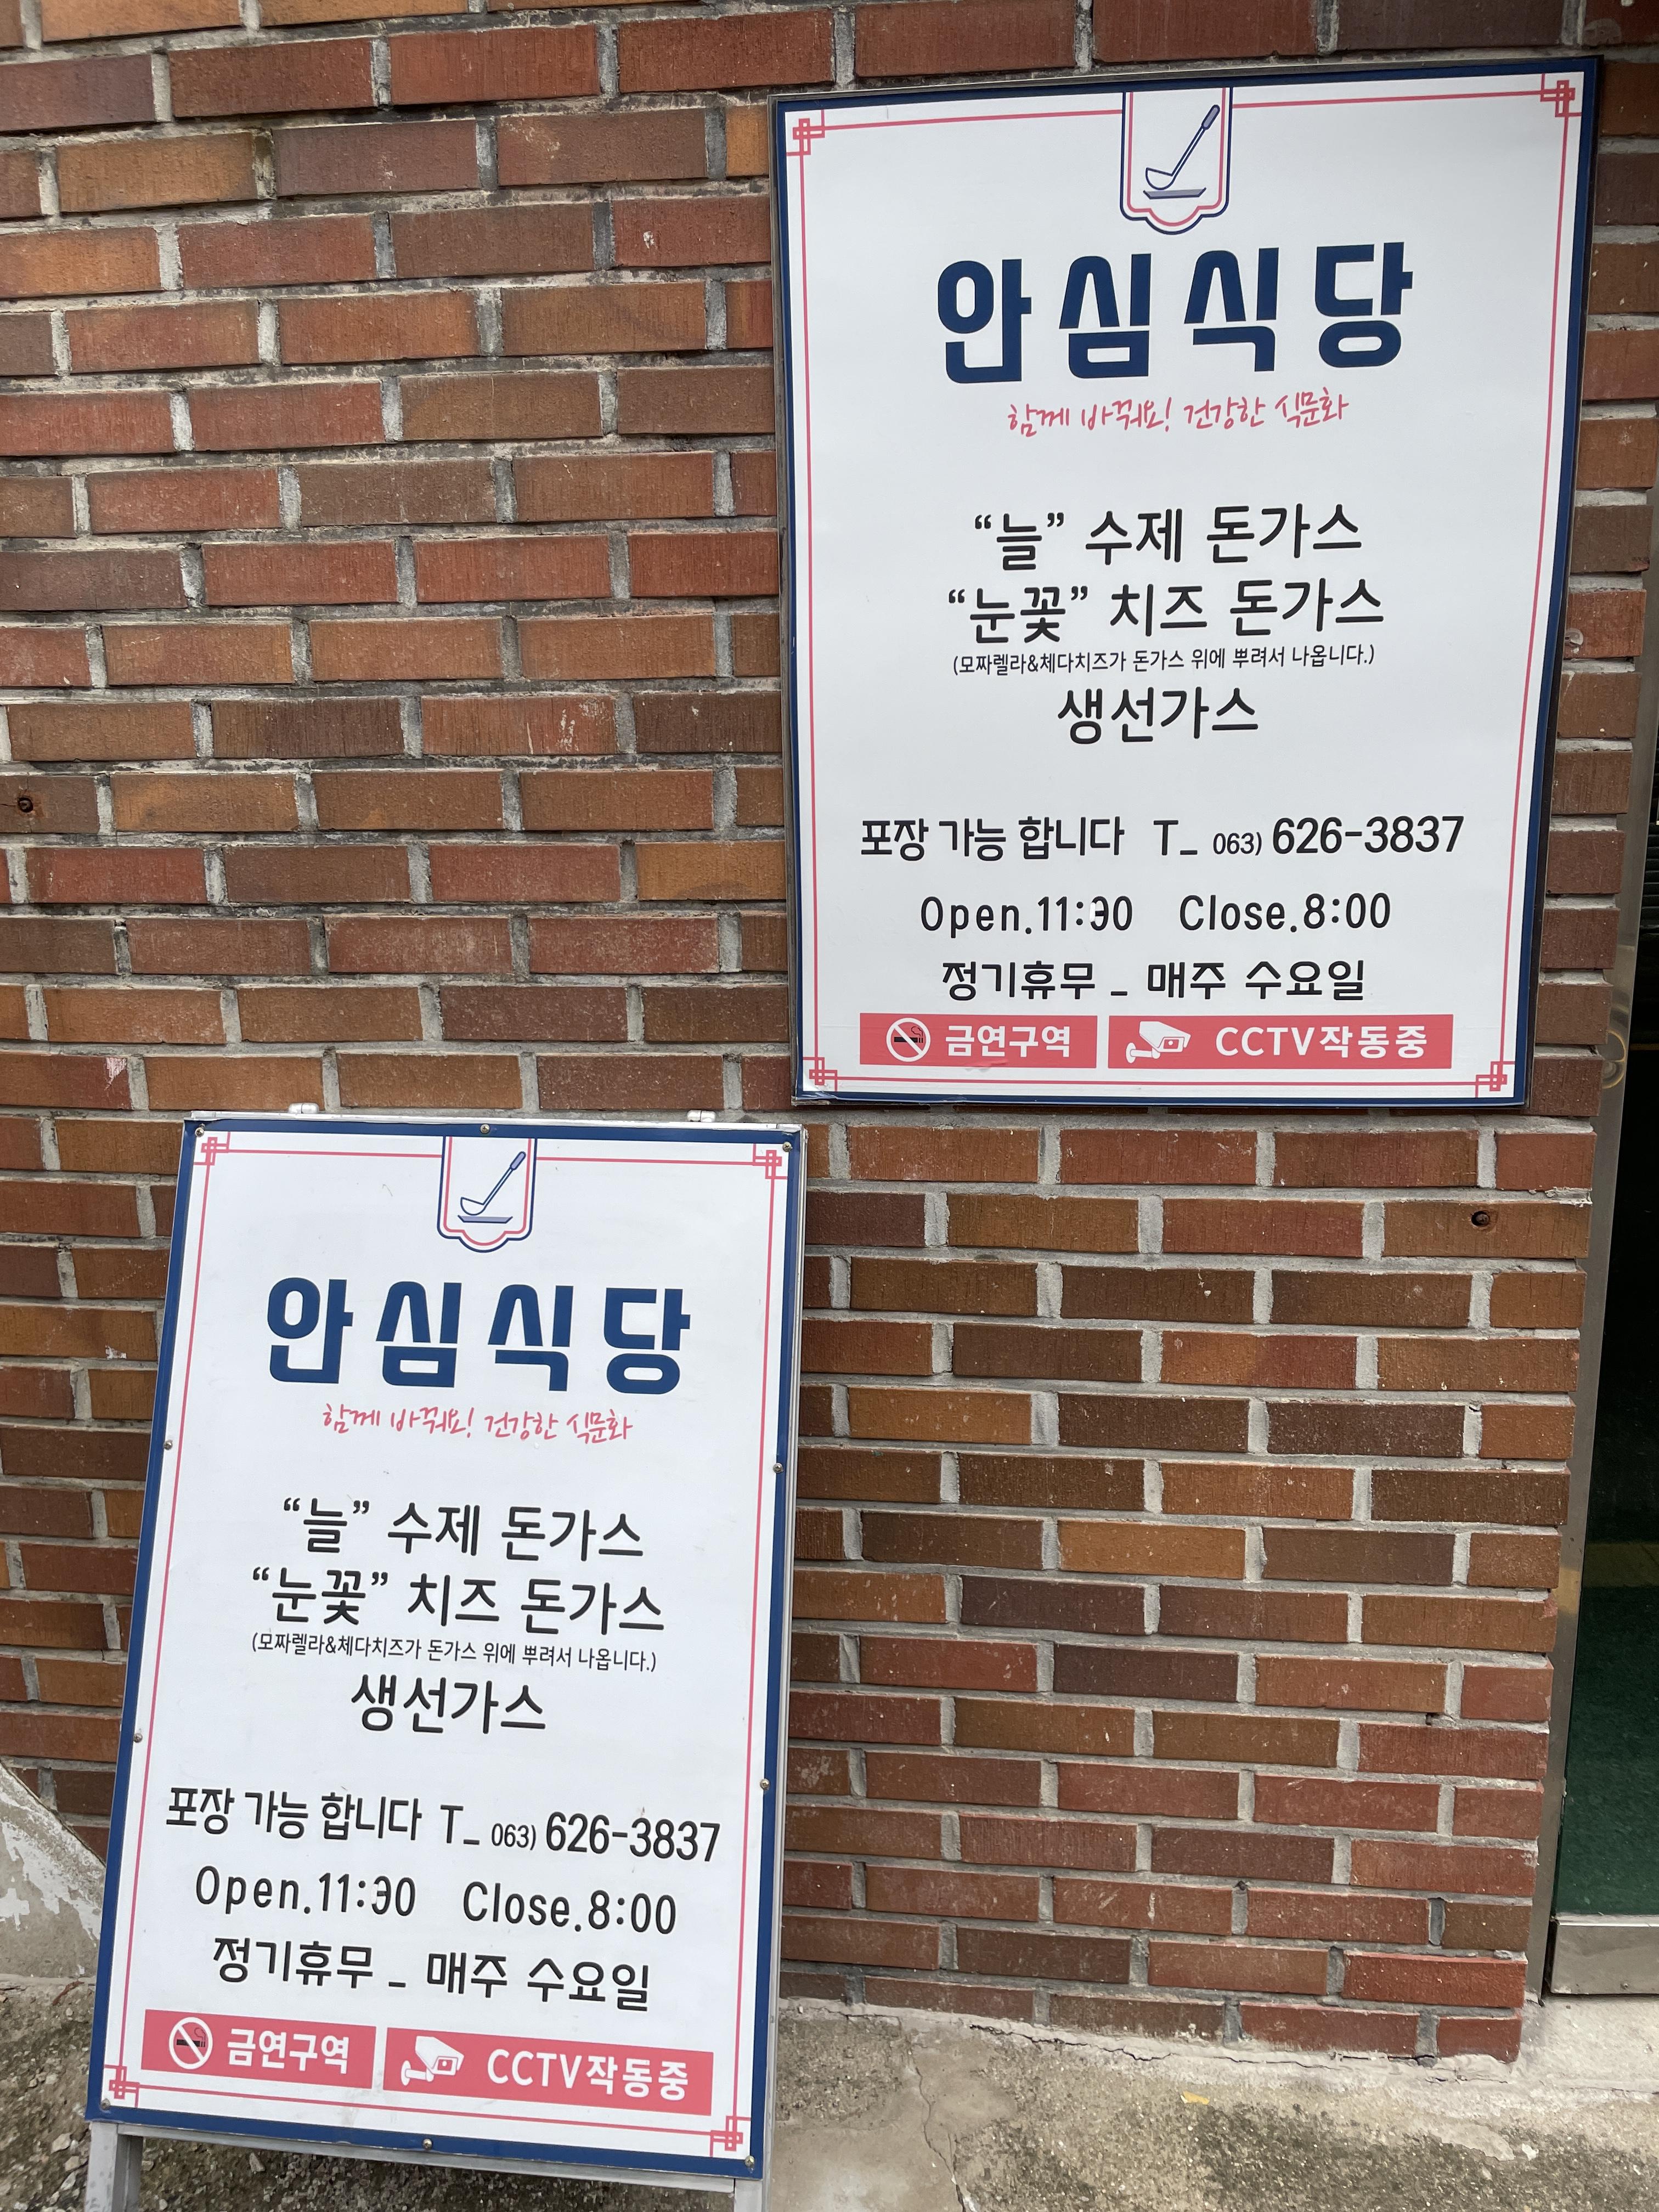 안심식당
함께 바꿔요! 건강한 식문화
“늘” 수제 돈가스
“눈꽃” 치즈 돈가스
(모짜렐라&체다치즈가 돈가스 위에 뿌려서 나옵니다.)
생선가스
포장 가능 합니다 T_ 063) 626-3837
Open.11:30 Close.8:00
정기휴무 _ 매주 수요일
금연구역 CCTV작동중
안심식당
함께 바꿔요! 건강한 식문화
“늘” 수제 돈가스
“눈꽃” 치즈 돈가스
(모짜렐라&체다치즈가 돈가스 위에 뿌려서 나옵니다.)
생선가스
포장 가능 합니다 T_ 063) 626-3837
Open.11:30 Close.8:00
정기휴무 _ 매주 수요일
금연구역 CCTV작동중